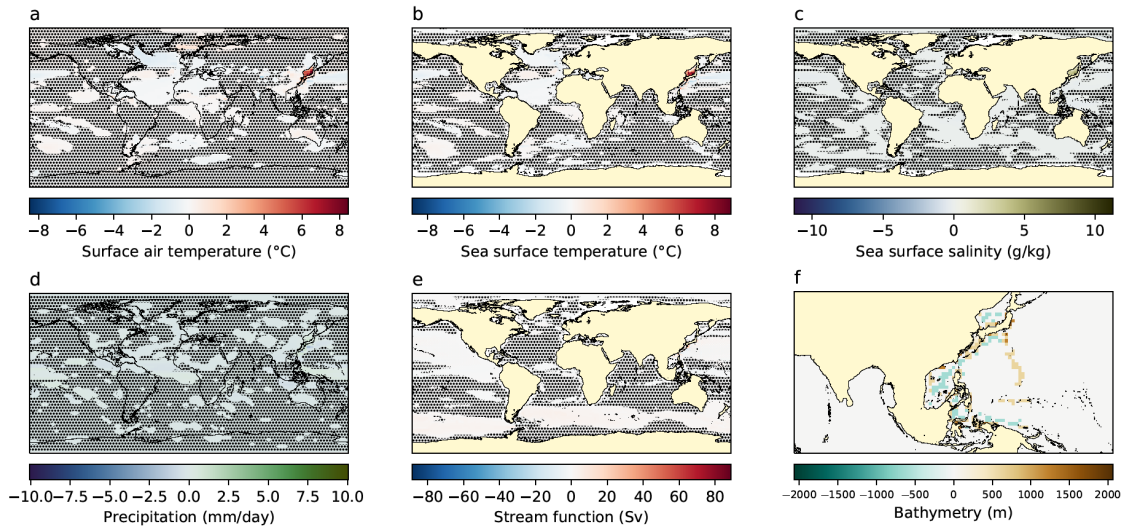 a
b
c
−8 −6 −4 −2 0 2 4 6 8
Surface air temperature (°C)
−8 −6 −4 −2 0 2 4 6 8
Sea surface temperature (°C)
−10 −5 0 5 10
Sea surface salinity (g/kg)
d
e
f
−10.0 −7.5 −5.0 −2.5 0.0 2.5 5.0 7.5 10.0
Precipitation (mm/day)
−80 −60 −40 −20 0 20 40 60 80
Stream function (Sv)
−2000 −1500 −1000 −500 0 500 1000 1500 2000
Bathymetry (m)